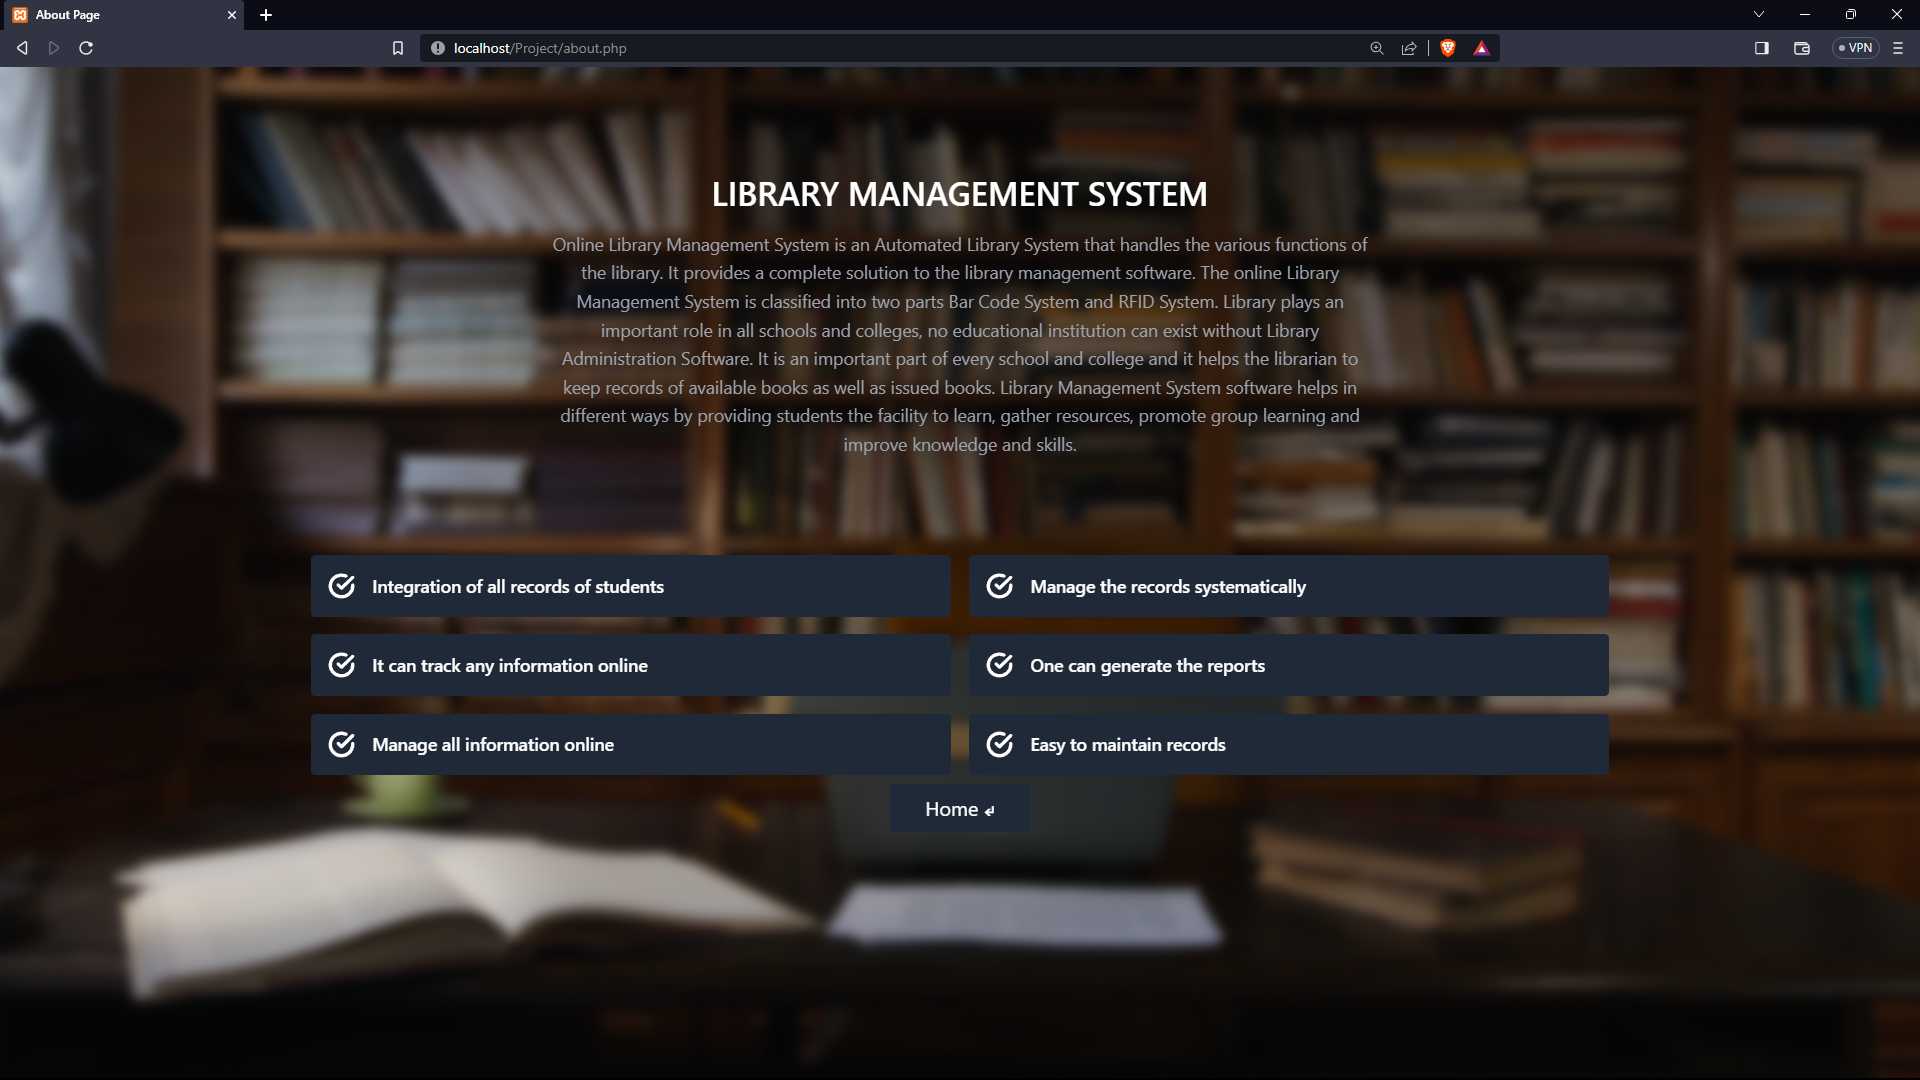 About Page
localhost/Project/about.php
VPN
LIBRARY MANAGEMENT SYSTEM
Online Library Management System is an Automated Library System that handles the various functions of
the library. It provides a complete solution to the library management software. The online Library
Management System is classified into two parts Bar Code System and RFID System. Library plays an
important role in all schools and colleges, no educational institution can exist without Library
Administration Software. It is an important part of every school and college and it helps the librarian to
keep records of available books as well as issued books. Library Management System software helps in
different ways by providing students the facility to learn, gather resources, promote group learning and
improve knowledge and skills.
Integration of all records of students
Manage the records systematically
It can track any information online
One can generate the reports
Manage all information online
Easy to maintain records
Home ↲